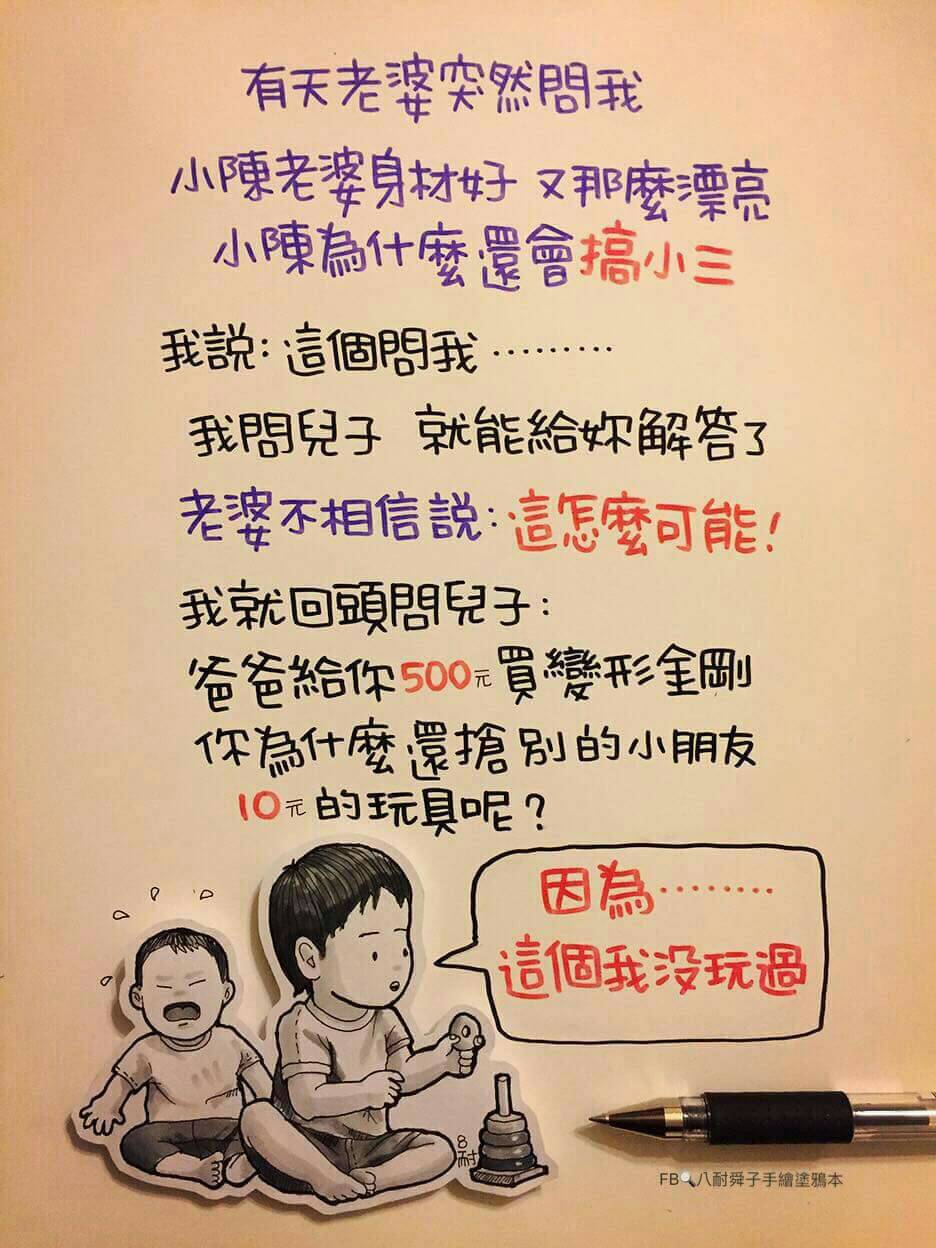 有天老婆突然問我
小陳老婆身材好 又那麼漂亮
小陳為什麼還會搞小三
我説：這個問我………
我問兒子 就能給妳解答了
老婆不相信説：這怎麼可能！
我就回頭問兒子：
爸爸給你500元買變形金剛
你為什麼還搶別的小朋友
10元的玩具呢？
因為………
這個我没玩過
8耐
FB🔍八耐舜子手繪塗鴉本